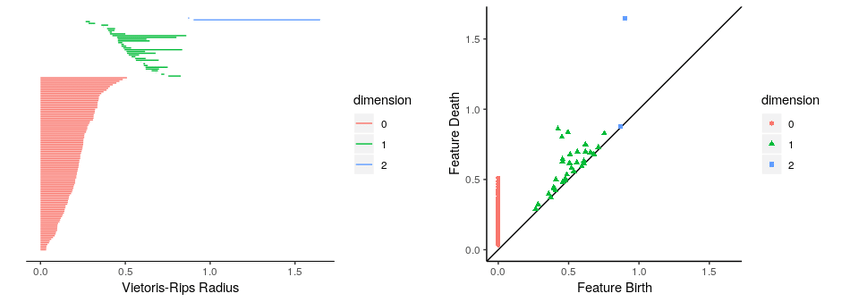 dimension
0
1
2
0.0 0.5 1.0 1.5
Vietoris-Rips Radius
Feature Death
1.5
1.0
0.5
0.0
0.0 0.5 1.0 1.5
Feature Birth
dimension
0
1
2